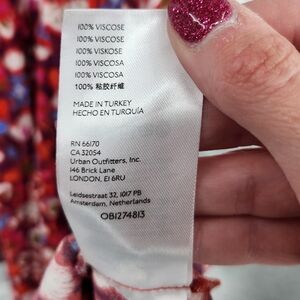 100% VISCOSE
100% VISCOSE
100% VISKOSE
100% VISCOSA
100% VISCOSA
100% 粘胶纤维
MADE IN TURKEY
HECHO EN TURQUÍA
RN 66170
CA 32054
Urban Outfitters, Inc.
146 Brick Lane
LONDON, E1 6RU
Leidsestraat 32, 1017 PB
Amsterdam, Netherlands
OB1274813